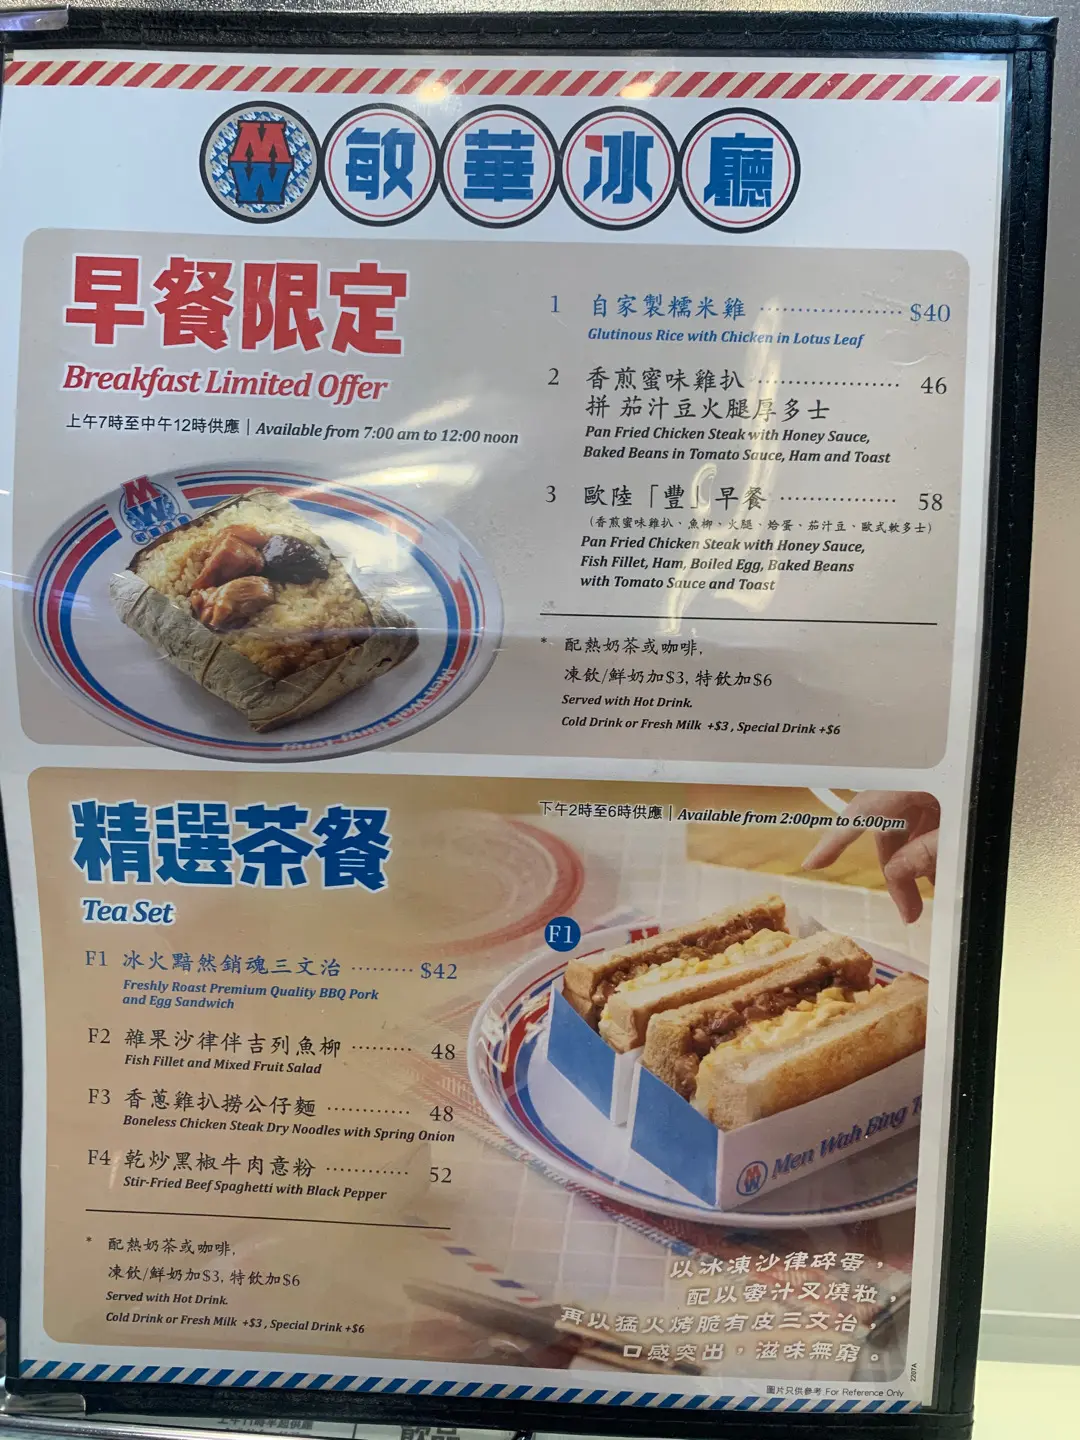 MW 敏華冰廳
早餐限定
Breakfast Limited Offer
上午7時至中午12時供應 | Available from 7:00 am to 12:00 noon
1 自家製糯米雞 $40
Glutinous Rice with Chicken in Lotus Leaf
2 香煎蜜味雞扒 46
拼 茄汁豆火腿厚多士
Pan Fried Chicken Steak with Honey Sauce,
Baked Beans in Tomato Sauce, Ham and Toast
3 歐陸「豐」早餐 58
(香煎蜜味雞扒、魚柳、火腿、烚蛋、茄汁豆、歐式軟多士)
Pan Fried Chicken Steak with Honey Sauce,
Fish Fillet, Ham, Boiled Egg, Baked Beans
with Tomato Sauce and Toast
* 配熱奶茶或咖啡,
凍飲/鮮奶加$3, 特飲加$6
Served with Hot Drink.
Cold Drink or Fresh Milk +$3, Special Drink +$6
MW
精選茶餐
Tea Set
下午2時至6時供應 | Available from 2:00pm to 6:00pm
F1 冰火黯然銷魂三文治 $42
Freshly Roast Premium Quality BBQ Pork
and Egg Sandwich
F2 雜果沙律伴吉列魚柳 48
Fish Fillet and Mixed Fruit Salad
F3 香蔥雞扒撈公仔麵 48
Boneless Chicken Steak Dry Noodles with Spring Onion
F4 乾炒黑椒牛肉意粉 52
Stir-Fried Beef Spaghetti with Black Pepper
* 配熱奶茶或咖啡,
凍飲/鮮奶加$3, 特飲加$6
Served with Hot Drink.
Cold Drink or Fresh Milk +$3, Special Drink +$6
F1
MW Men Wah Bing T
以冰凍沙律碎蛋，
配以蜜汁叉燒粒，
再以猛火烤脆有皮三文治，
口感突出，滋味無窮。
2207A
圖片只供參考 For Reference Only
飲品